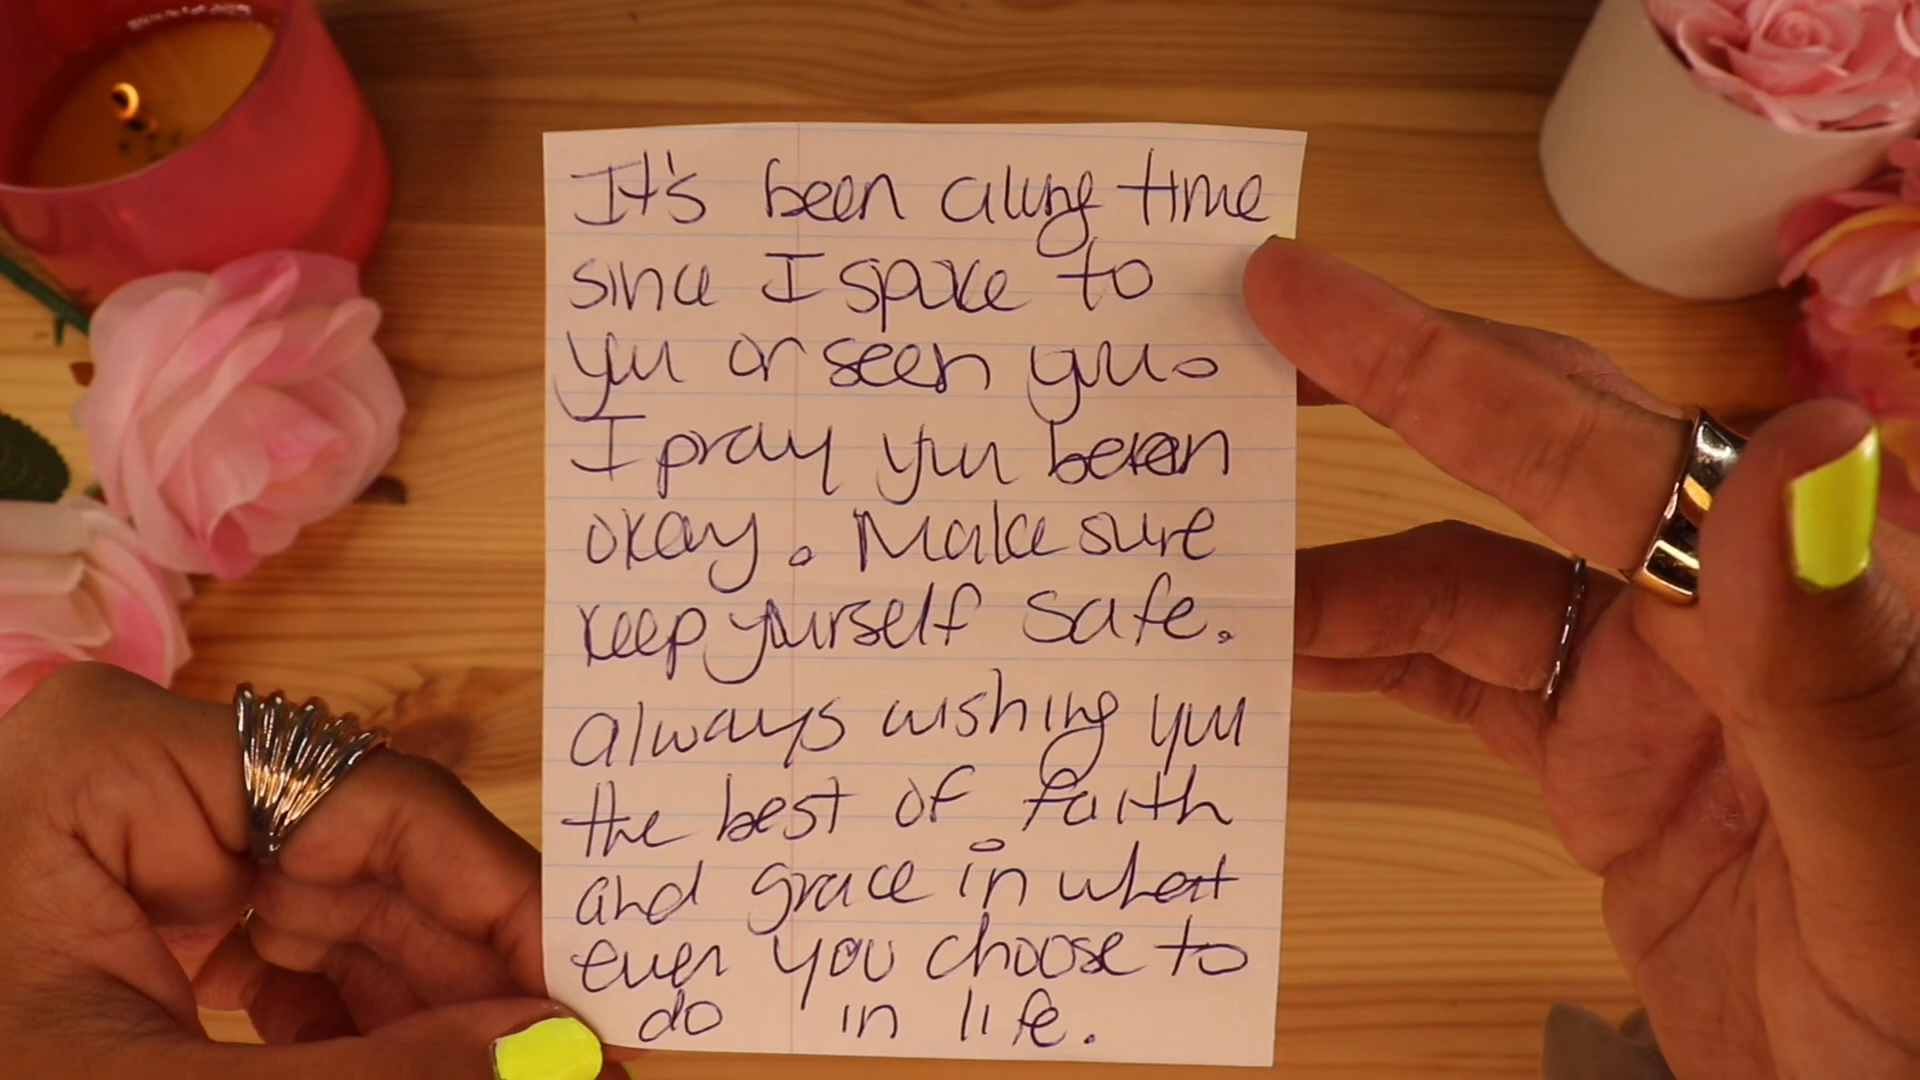 It's been along time
since I spoke to
you or seen you.
I pray you been
okay. Make sure
keep yourself safe.
always wishing you
the best of faith
and grace in what
ever you choose to
do in life.